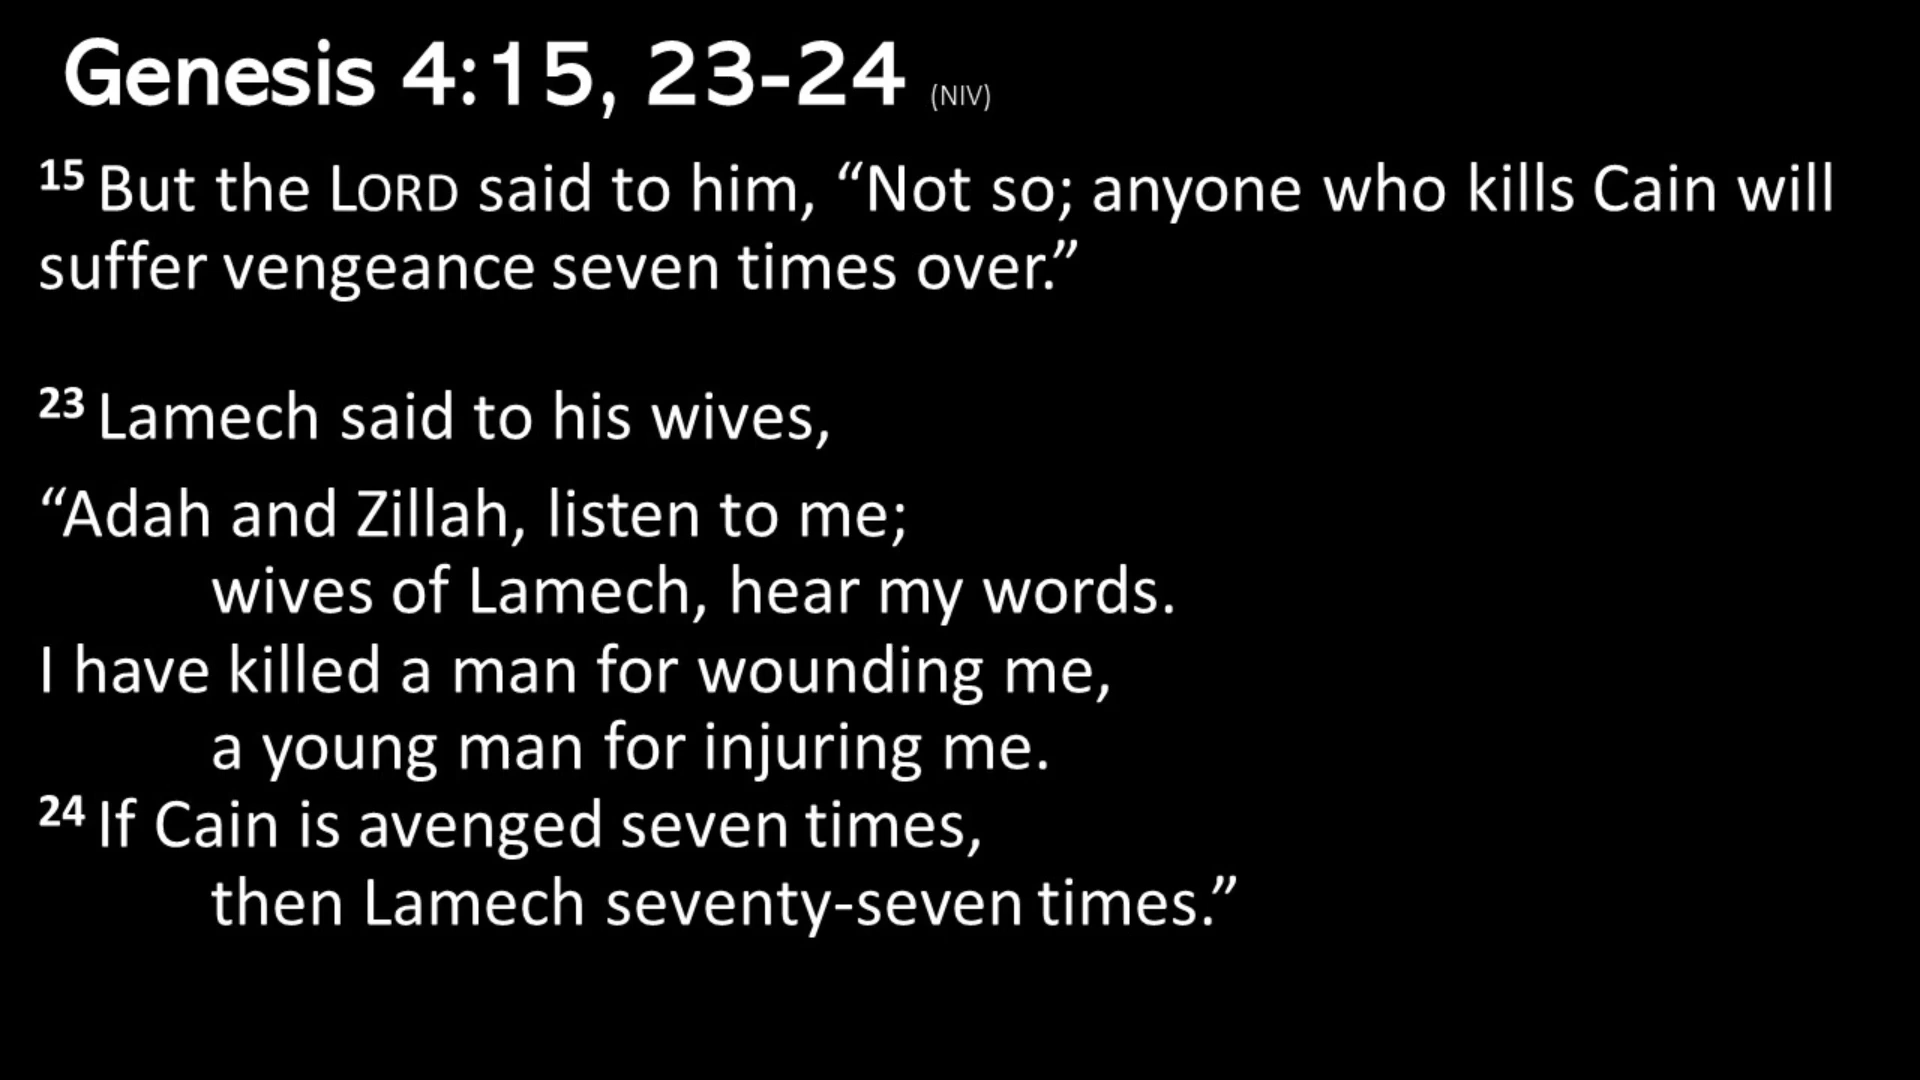 Genesis 4:15, 23-24 (NIV)
15 But the LORD said to him, “Not so; anyone who kills Cain will
suffer vengeance seven times over.”
23 Lamech said to his wives,
“Adah and Zillah, listen to me;
wives of Lamech, hear my words.
I have killed a man for wounding me,
a young man for injuring me.
24 If Cain is avenged seven times,
then Lamech seventy-seven times.”